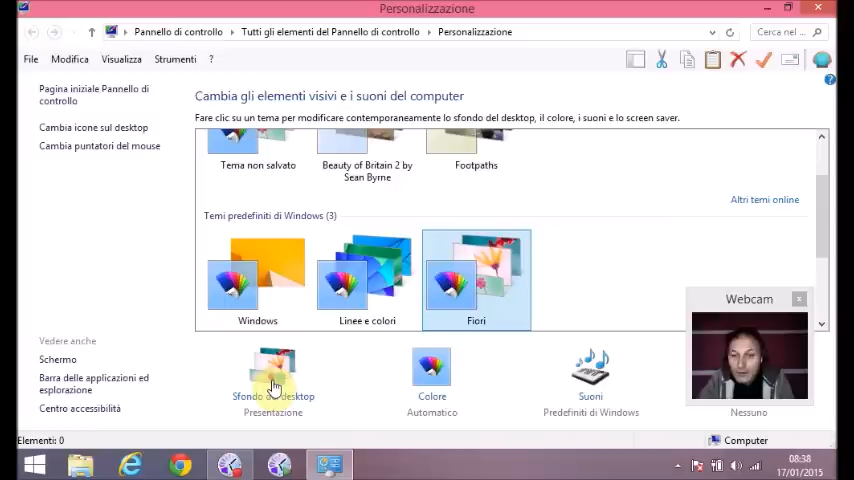 Personalizzazione
Pannello di controllo Tutti gli elementi del Pannello di controllo Personalizzazione
Cerca nel ...
File Modifica Visualizza Strumenti ?
Pagina iniziale Pannello di controllo
Cambia icone sul desktop
Cambia puntatori del mouse
Cambia gli elementi visivi e i suoni del computer
Fare clic su un tema per modificare contemporaneamente lo sfondo del desktop, il colore, i suoni e lo screen saver.
Tema non salvato
Beauty of Britain 2 by Sean Byrne
Footpaths
Altri temi online
Temi predefiniti di Windows (3)
Windows
Linee e colori
Fiori
Webcam
x
Vedere anche
Schermo
Barra delle applicazioni ed esplorazione
Centro accessibilità
Sfondo del desktop
Presentazione
Colore
Automatico
Suoni
Predefiniti di Windows
Nessuno
Elementi: 0
Computer
08:38
17/01/2015